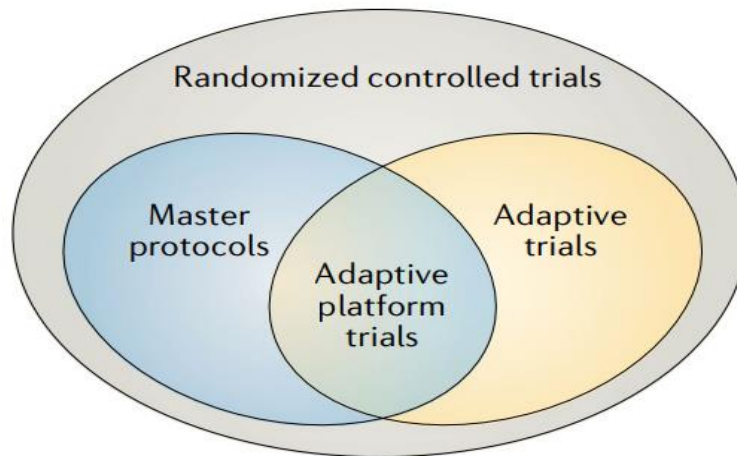 Randomized controlled trials
Master
protocols
Adaptive
trials
Adaptive
platform
trials